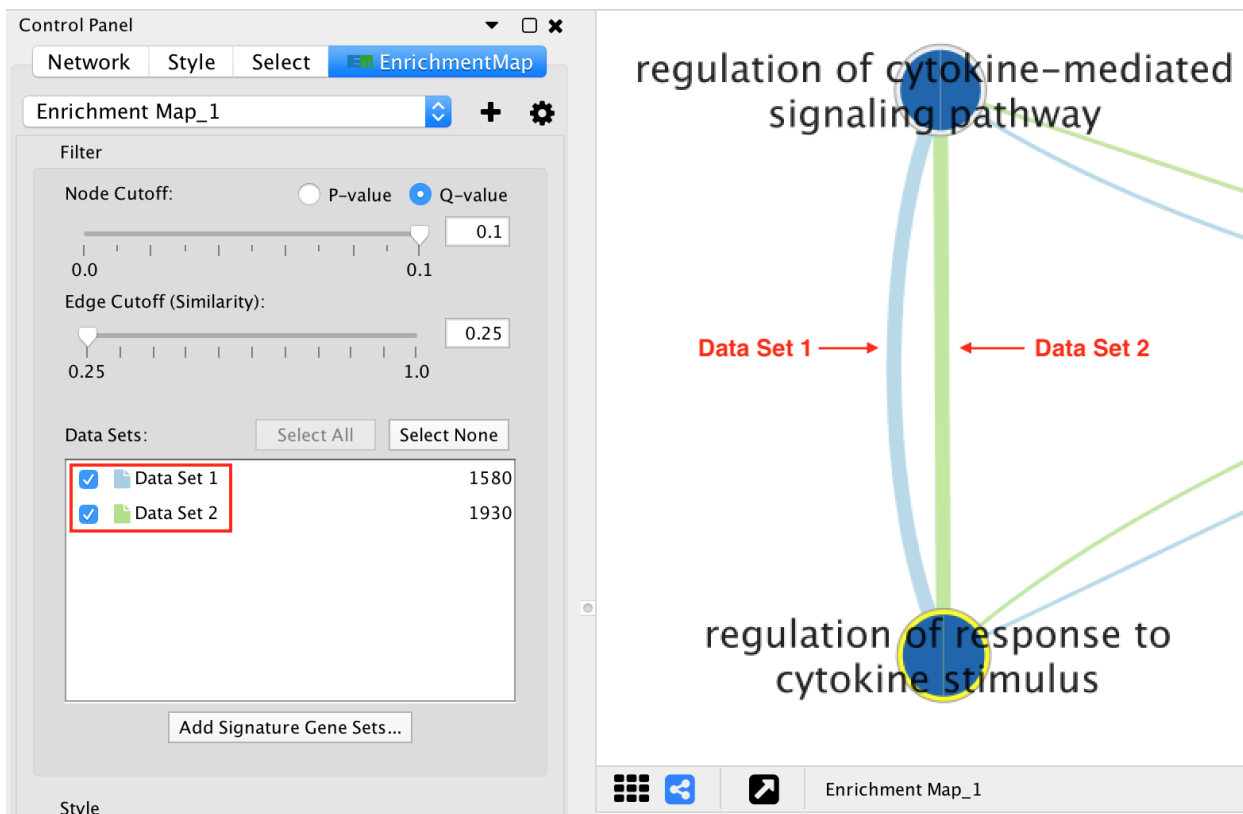 Control Panel
Network Style Select EM EnrichmentMap
Enrichment Map_1
Filter
Node Cutoff: P-value Q-value
0.1
0.0 0.1
Edge Cutoff (Similarity):
0.25
0.25 1.0
Data Sets: Select All Select None
Data Set 1 1580
Data Set 2 1930
Add Signature Gene Sets...
Style
regulation of cytokine-mediated
signaling pathway
Data Set 1 Data Set 2
regulation of response to
cytokine stimulus
Enrichment Map_1